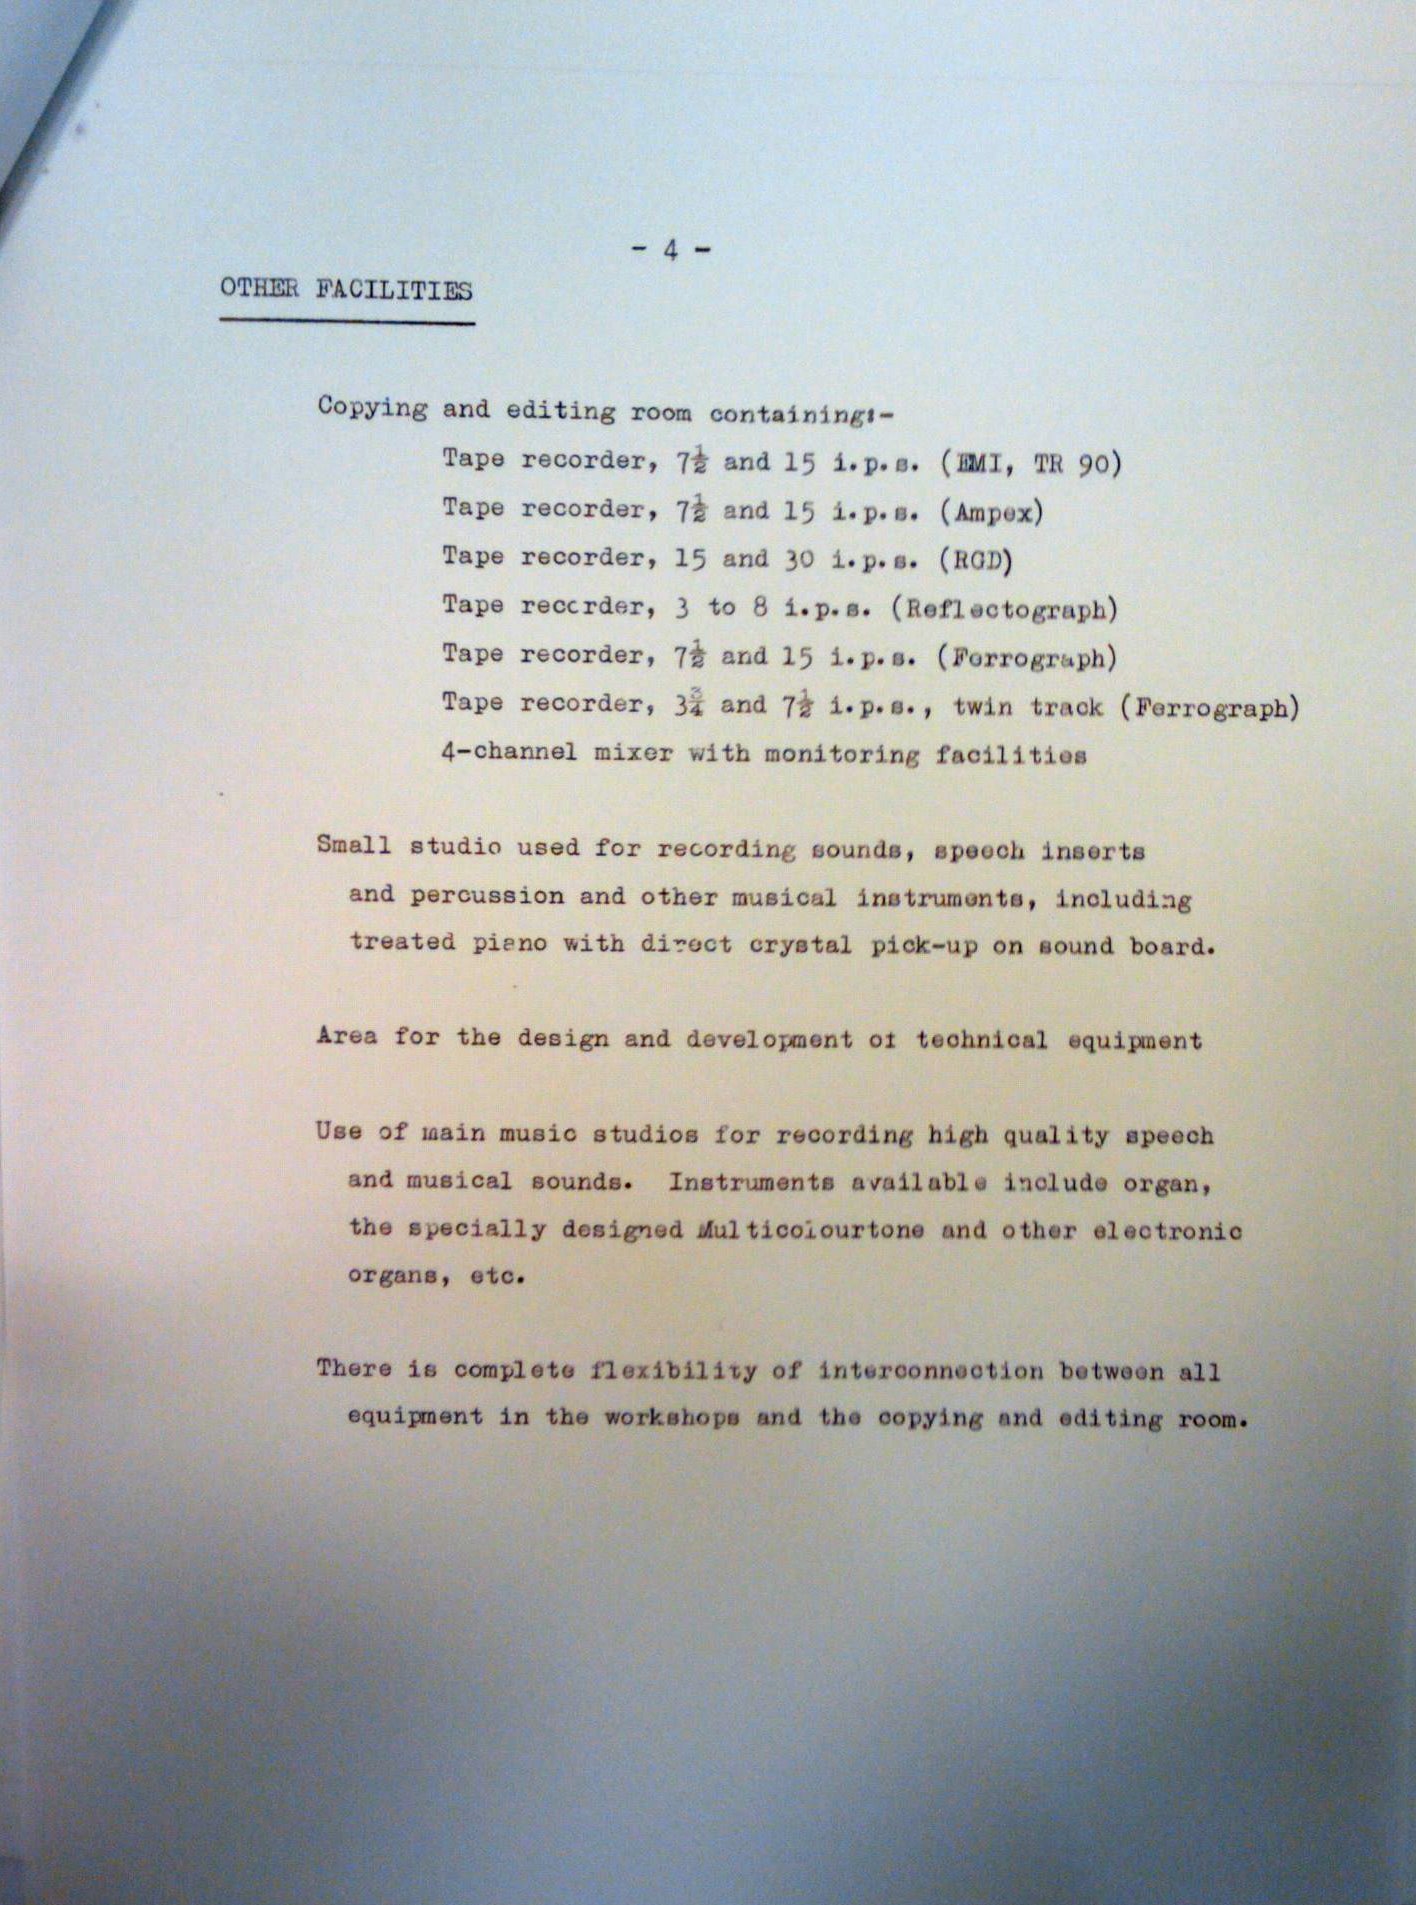 - 4 -
OTHER FACILITIES
Copying and editing room containing:-
Tape recorder, 7½ and 15 i.p.s. (EMI, TR 90)
Tape recorder, 7½ and 15 i.p.s. (Ampex)
Tape recorder, 15 and 30 i.p.s. (RGD)
Tape recorder, 3 to 8 i.p.s. (Reflectograph)
Tape recorder, 7½ and 15 i.p.s. (Ferrograph)
Tape recorder, 3¾ and 7½ i.p.s., twin track (Ferrograph)
4-channel mixer with monitoring facilities
Small studio used for recording sounds, speech inserts
and percussion and other musical instruments, including
treated piano with direct crystal pick-up on sound board.
Area for the design and development of technical equipment
Use of main music studios for recording high quality speech
and musical sounds. Instruments available include organ,
the specially designed Multicolourtone and other electronic
organs, etc.
There is complete flexibility of interconnection between all
equipment in the workshops and the copying and editing room.